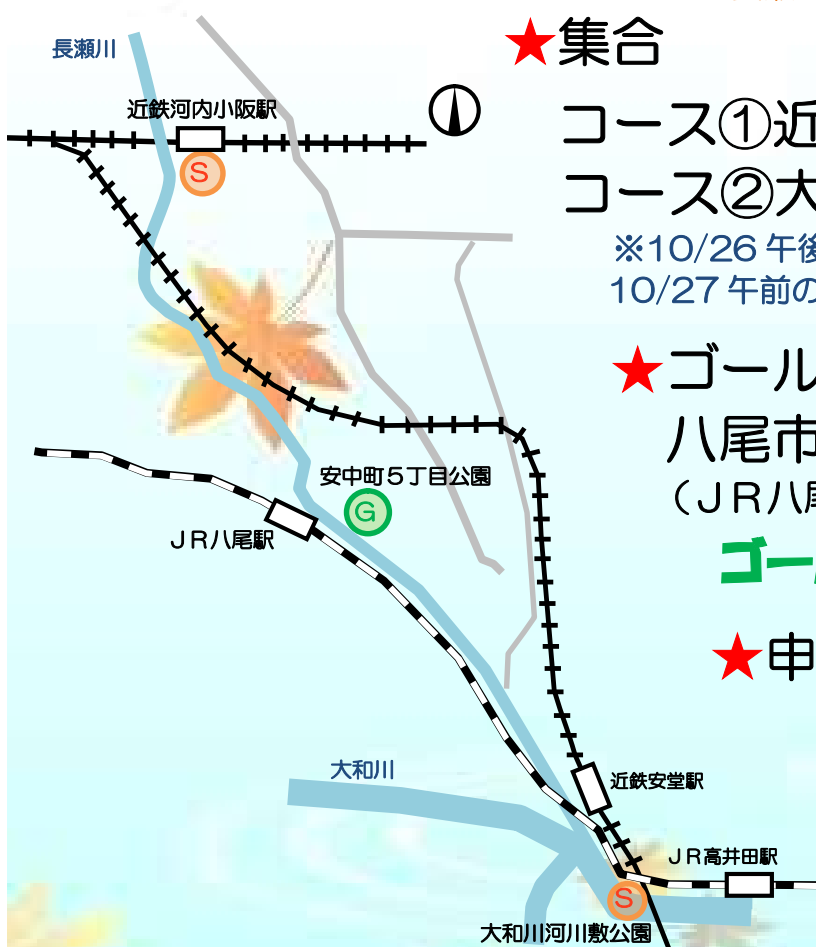 長瀬川
近鉄河内小阪駅
S
★集合
コース①近
コース②大
※10/26 午後
10/27 午前の
★ゴール
八尾市
（ＪＲ八尾
ゴー
★申
安中町５丁目公園
G
ＪＲ八尾駅
大和川
近鉄安堂駅
ＪＲ高井田駅
S
大和川河川敷公園